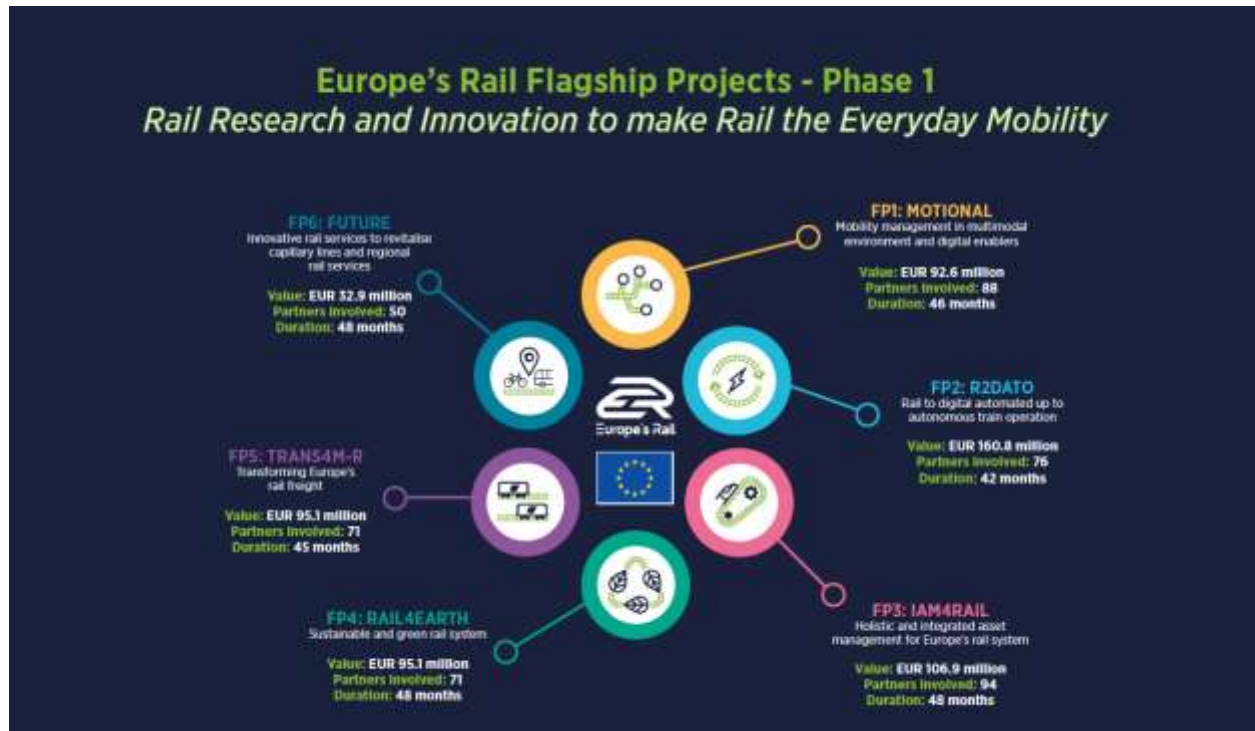 Europe's Rail Flagship Projects - Phase 1
Rail Research and Innovation to make Rail the Everyday Mobility
FP1: MOTIONAL
Mobility management in multimodal
environment and digital enablers
Value: EUR 92.6 million
Partners Involved: 88
Duration: 46 months
FP2: R2DATO
Rail to digital automated up to
autonomous train operation
Value: EUR 160.8 million
Partners Involved: 76
Duration: 42 months
FP3: IAM4RAIL
Holistic and integrated asset
management for Europe's rail system
Value: EUR 106.9 million
Partners Involved: 94
Duration: 48 months
FP4: RAIL4EARTH
Sustainable and green rail system
Value: EUR 95.1 million
Partners Involved: 71
Duration: 48 months
FP5: TRANS4M-R
Transforming Europe's
rail freight
Value: EUR 95.1 million
Partners Involved: 71
Duration: 45 months
FP6: FUTURE
Innovative rail services to revitalise
capillary lines and regional
rail services
Value: EUR 32.9 million
Partners Involved: 50
Duration: 48 months
Europe's Rail